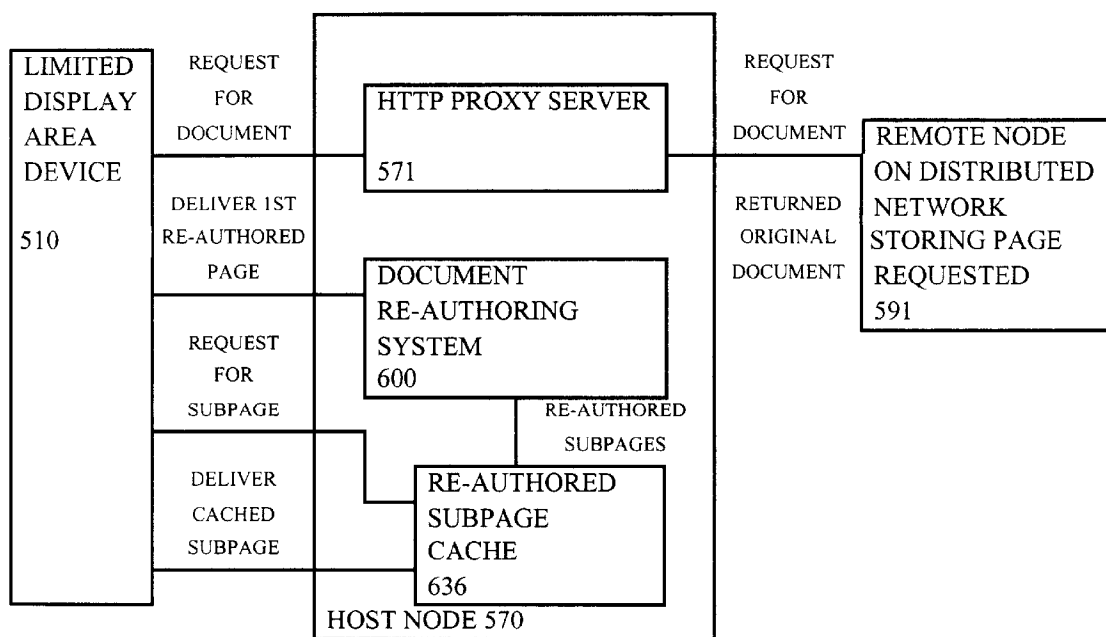 LIMITED
DISPLAY
AREA
DEVICE
510
REQUEST
FOR
DOCUMENT
DELIVER 1ST
RE-AUTHORED
PAGE
REQUEST
FOR
SUBPAGE
DELIVER
CACHED
SUBPAGE
HTTP PROXY SERVER
571
DOCUMENT
RE-AUTHORING
SYSTEM
600
RE-AUTHORED
SUBPAGES
RE-AUTHORED
SUBPAGE
CACHE
636
HOST NODE 570
REQUEST
FOR
DOCUMENT
RETURNED
ORIGINAL
DOCUMENT
REMOTE NODE
ON DISTRIBUTED
NETWORK
STORING PAGE
REQUESTED
591